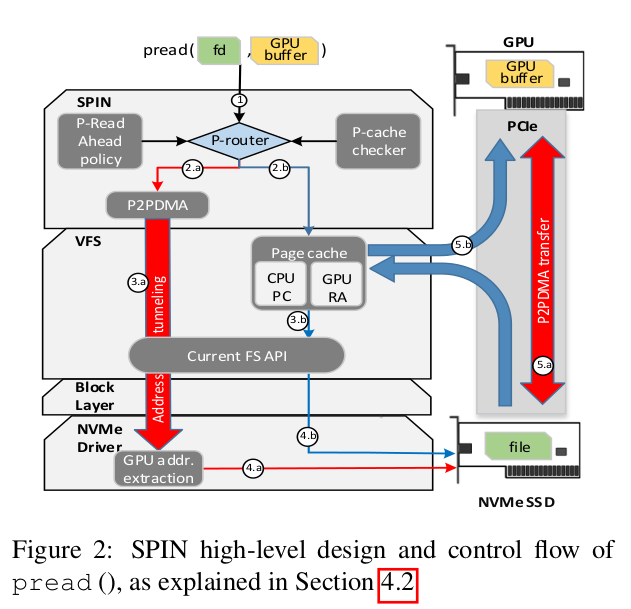 pread( fd , GPU buffer )
GPU
GPU
buffer
1
SPIN
P-Read
Ahead
policy
P-router
P-cache
checker
PCIe
2.a
2.b
P2PDMA
VFS
Page cache
CPU
PC
GPU
RA
5.b
3.a
3.b
Address tunneling
P2PDMA transfer
Current FS API
5.a
Block
Layer
NVMe
Driver
4.b
GPU addr.
extraction
4.a
file
NVMe SSD
Figure 2: SPIN high-level design and control flow of
pread(), as explained in Section 4.2